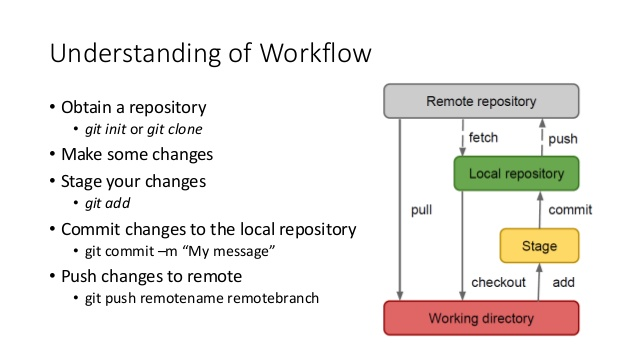 Understanding of Workflow
• Obtain a repository
• git init or git clone
• Make some changes
• Stage your changes
• git add
• Commit changes to the local repository
• git commit –m “My message”
• Push changes to remote
• git push remotename remotebranch
Remote repository
fetch
push
Local repository
pull
commit
Stage
checkout
add
Working directory